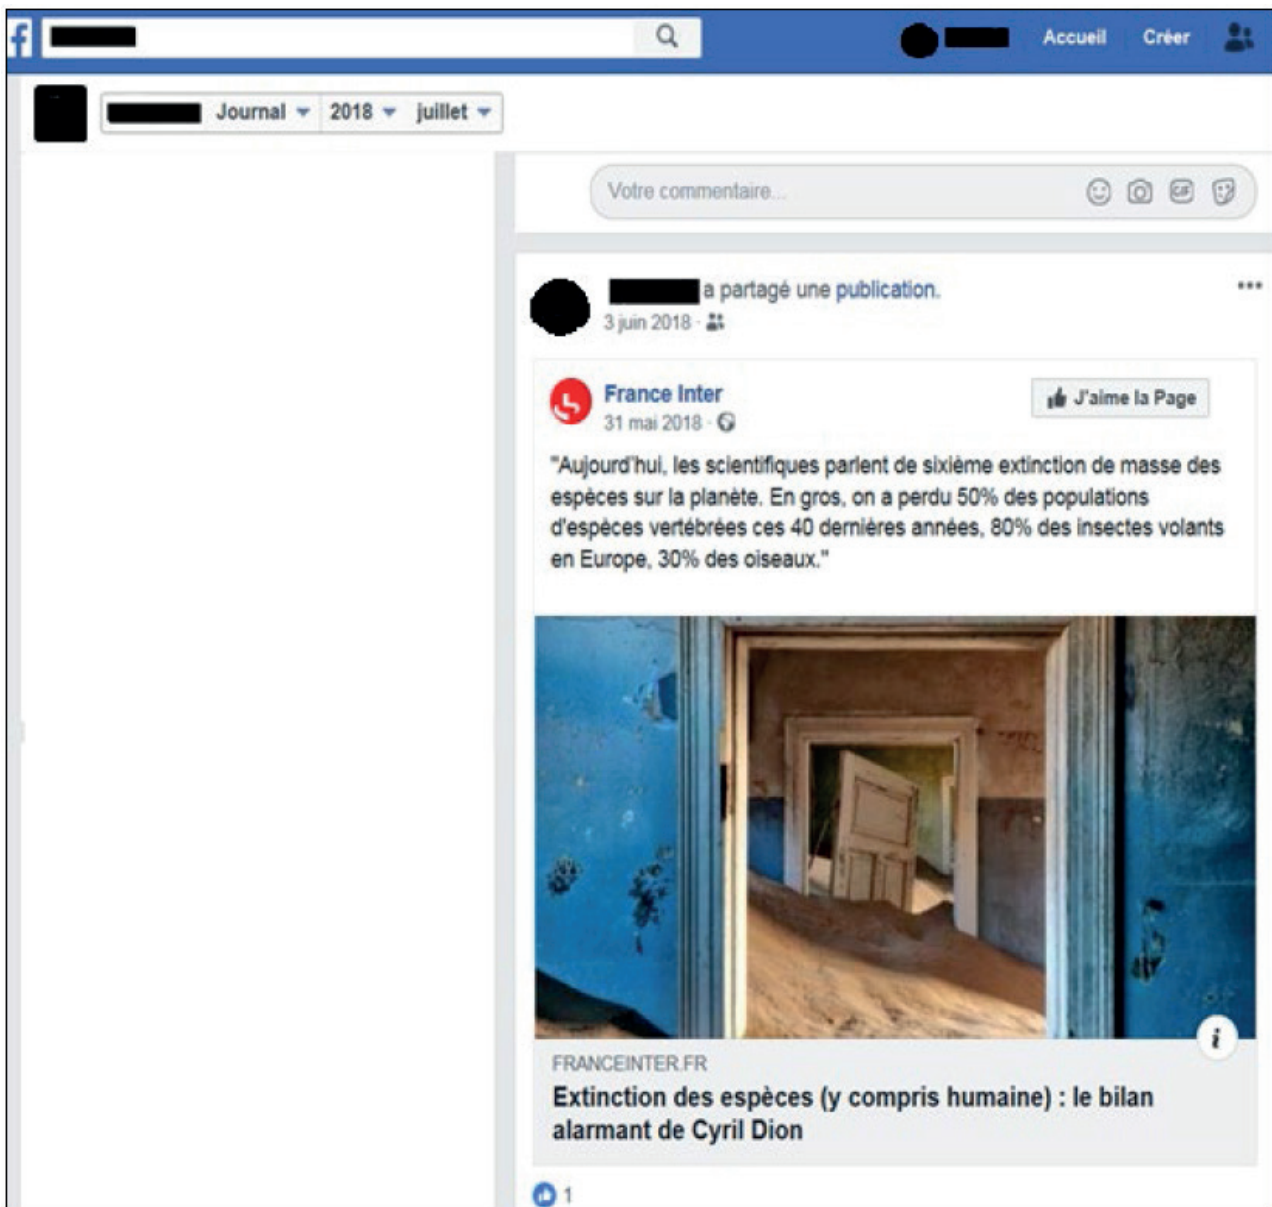 f
Accueil Créer
Journal 2018 juillet
Votre commentaire...
GIF
a partagé une publication.
3 juin 2018 ·
France Inter
J'aime la Page
31 mai 2018 ·
"Aujourd'hui, les scientifiques parlent de sixième extinction de masse des
espèces sur la planète. En gros, on a perdu 50% des populations
d'espèces vertébrées ces 40 dernières années, 80% des insectes volants
en Europe, 30% des oiseaux."
i
FRANCEINTER.FR
Extinction des espèces (y compris humaine) : le bilan
alarmant de Cyril Dion
1